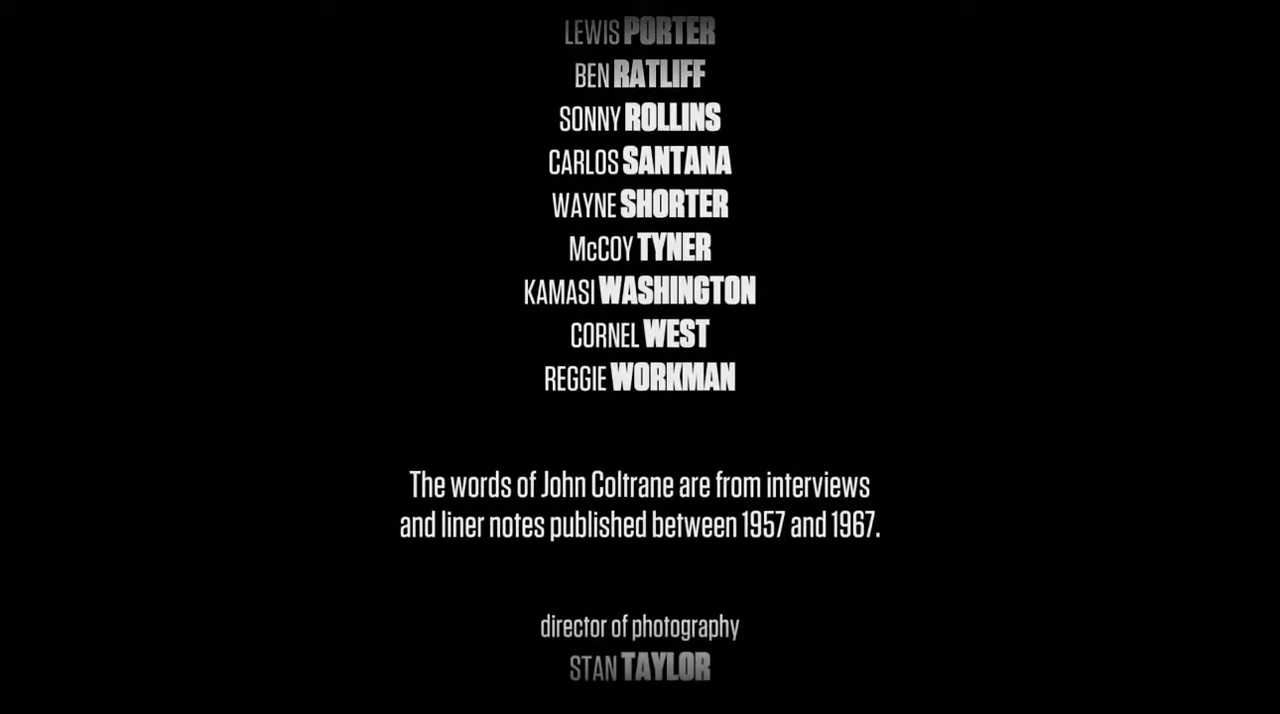 LEWIS PORTER
BEN RATLIFF
SONNY ROLLINS
CARLOS SANTANA
WAYNE SHORTER
McCOY TYNER
KAMASI WASHINGTON
CORNEL WEST
REGGIE WORKMAN
The words of John Coltrane are from interviews
and liner notes published between 1957 and 1967.
director of photography
STAN TAYLOR